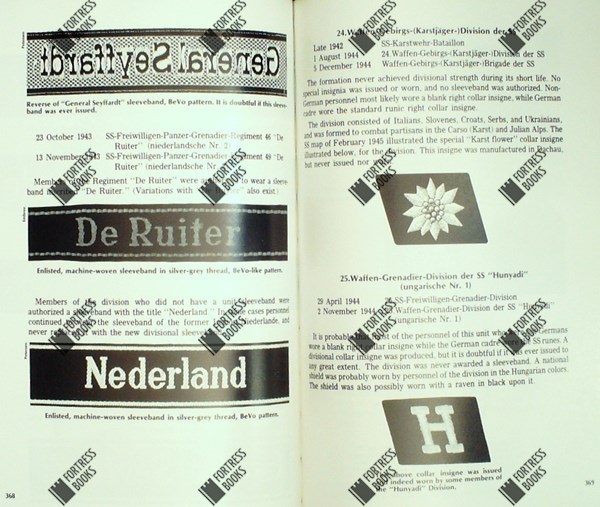 General Seyffardt
Reverse of "General Seyffardt" sleeveband, BeVo pattern. It is doubtful if this sleeve-
band was ever issued.
23 October 1943 SS-Freiwilligen-Panzer-Grenadier-Regiment 46 "De
Ruiter" (niederlandsche Nr. 2)
13 November 1943
Ruiter" (niederlandsche Nr.
Members of the Regiment "De Ruiter" were to wear a sleeve-
band "De Ruiter." (Variations with also exist.)
De Ruiter
Enlisted, machine-woven sleeveband in silver-grey thread, BeVo-like pattern.
Members of the division who did not have a unit sleeveband were
authorized a sleeveband with the title "Nederland." In some cases personnel
continued the sleeveband of the former Nederlande, and
never with the new divisional sleeveband.
Nederland
Enlisted, machine-woven sleeveband in silver-grey thread, BeVo pattern.
368
24.Waffen-Gebirgs-(Karstjäger-)Division der SS
Late 1942 SS-Karstwehr-Bataillon
1 August 1944 Waffen-Gebirgs-(Karstjäger-)Division der SS
5 December 1944 Waffen-Gebirgs-(Karstjäger-)Brigade der SS
The formation never achieved divisional strength during its short life. No
special insignia was issued or worn, and no sleeveband was authorized. Non-
German personnel most likely wore a blank right collar insigne, while German
cadre wore the standard runic right collar insigne.
The division consisted of Italians, Slovenes, Croats, Serbs, and Ukrainians,
and was formed to combat partisans in the Carso (Karst) and Julian Alps. The
SS map of February 1945 illustrated the special "Karst flower" collar insigne
illustrated below, for the division. This insigne was manufactured in Dachau,
but never issued nor
25.Waffen-Grenadier-Division der SS "Hunyadi"
(ungarische Nr. 1)
29 April 1944 SS-Freiwilligen-Grenadier-Division
2 November 1944 Waffen-Grenadier-Division der SS "Hunyadi"
(ungarische Nr. 1)
It is probable that most of the personnel of this unit who Germans
wore a blank right collar insigne while the German cadre wore SS runes. A
divisional collar insigne was produced, but it is doubtful if it was ever issued to
any great extent. The division was never awarded a sleeveband. A national
shield was probably worn by personnel of the division in the Hungarian colors.
The shield was also possibly worn with a raven in black upon it.
H
The above collar insigne was issued
and indeed worn by some members of
the "Hunyadi" Division.
369
FORTRESS BOOKS